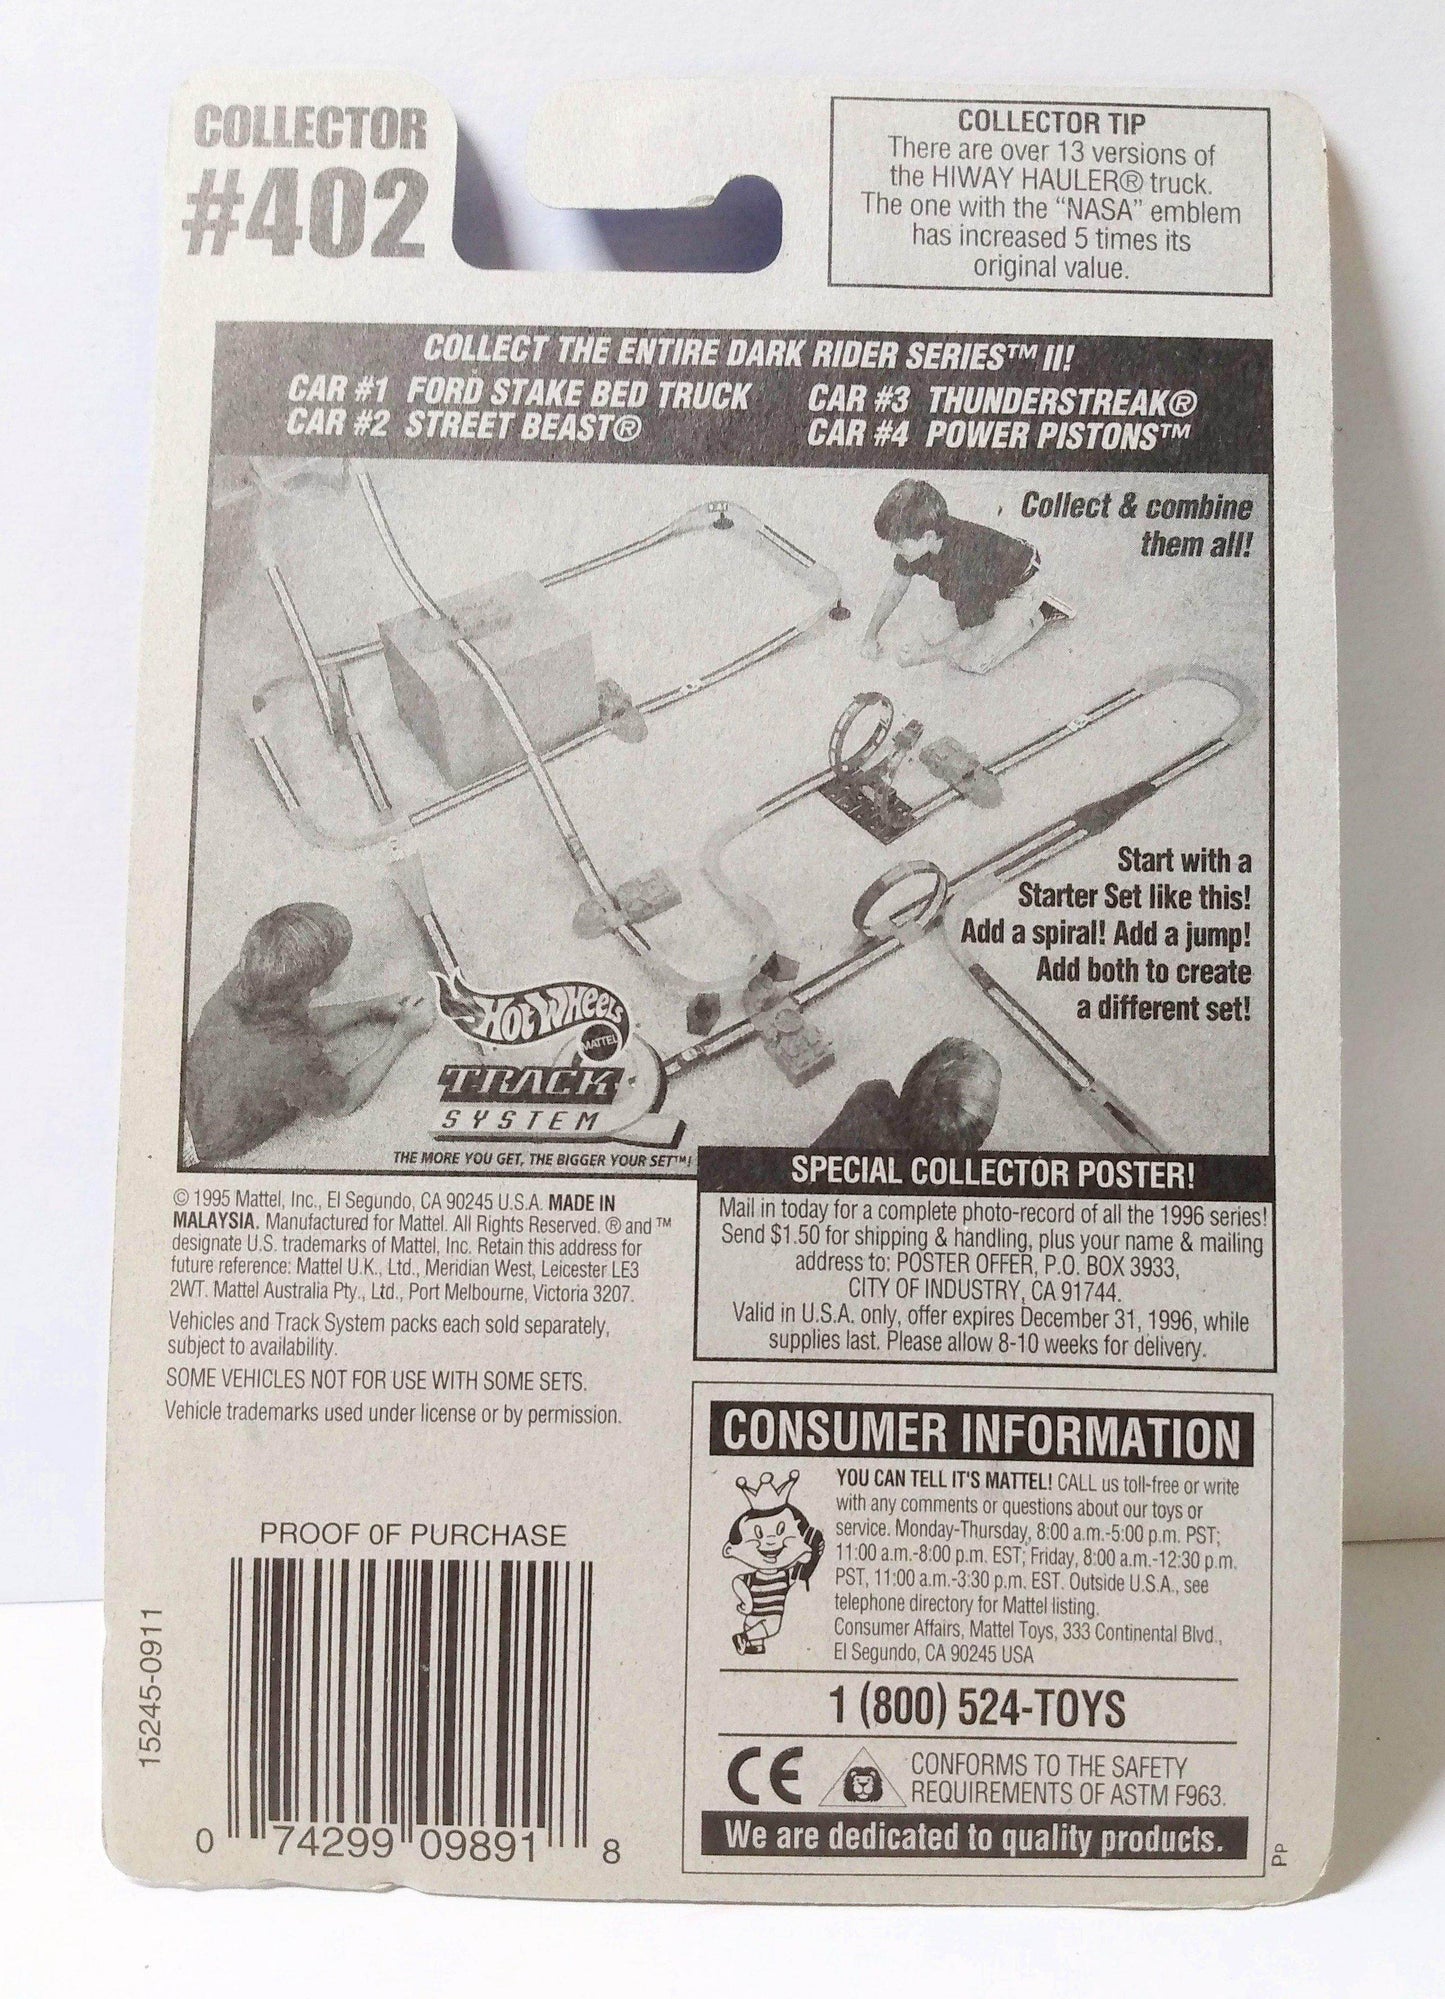 COLLECTOR
#402
COLLECTOR TIP
There are over 13 versions of
the HIWAY HAULER® truck.
The one with the “NASA” emblem
has increased 5 times its
original value.
COLLECT THE ENTIRE DARK RIDER SERIES™ II!
CAR #1 FORD STAKE BED TRUCK
CAR #2 STREET BEAST®
CAR #3 THUNDERSTREAK®
CAR #4 POWER PISTONS™
Collect & combine
them all!
Start with a
Starter Set like this!
Add a spiral! Add a jump!
Add both to create
a different set!
HOT WHEELS
MATTEL
TRACK
SYSTEM
THE MORE YOU GET, THE BIGGER YOUR SET™!
© 1995 Mattel, Inc., El Segundo, CA 90245 U.S.A. MADE IN
MALAYSIA. Manufactured for Mattel. All Rights Reserved. ® and ™
designate U.S. trademarks of Mattel, Inc. Retain this address for
future reference: Mattel U.K., Ltd., Meridian West, Leicester LE3
2WT. Mattel Australia Pty., Ltd., Port Melbourne, Victoria 3207.
Vehicles and Track System packs each sold separately,
subject to availability.
SOME VEHICLES NOT FOR USE WITH SOME SETS.
Vehicle trademarks used under license or by permission.
SPECIAL COLLECTOR POSTER!
Mail in today for a complete photo-record of all the 1996 series!
Send $1.50 for shipping & handling, plus your name & mailing
address to: POSTER OFFER, P.O. BOX 3933,
CITY OF INDUSTRY, CA 91744.
Valid in U.S.A. only, offer expires December 31, 1996, while
supplies last. Please allow 8-10 weeks for delivery.
CONSUMER INFORMATION
YOU CAN TELL IT'S MATTEL! CALL us toll-free or write
with any comments or questions about our toys or
service. Monday-Thursday, 8:00 a.m.-5:00 p.m. PST;
11:00 a.m.-8:00 p.m. EST; Friday, 8:00 a.m.-12:30 p.m.
PST, 11:00 a.m.-3:30 p.m. EST. Outside U.S.A., see
telephone directory for Mattel listing.
Consumer Affairs, Mattel Toys, 333 Continental Blvd.,
El Segundo, CA 90245 USA
1 (800) 524-TOYS
CE
CONFORMS TO THE SAFETY
REQUIREMENTS OF ASTM F963.
We are dedicated to quality products.
PP
PROOF OF PURCHASE
15245-0911
0 74299 09891 8